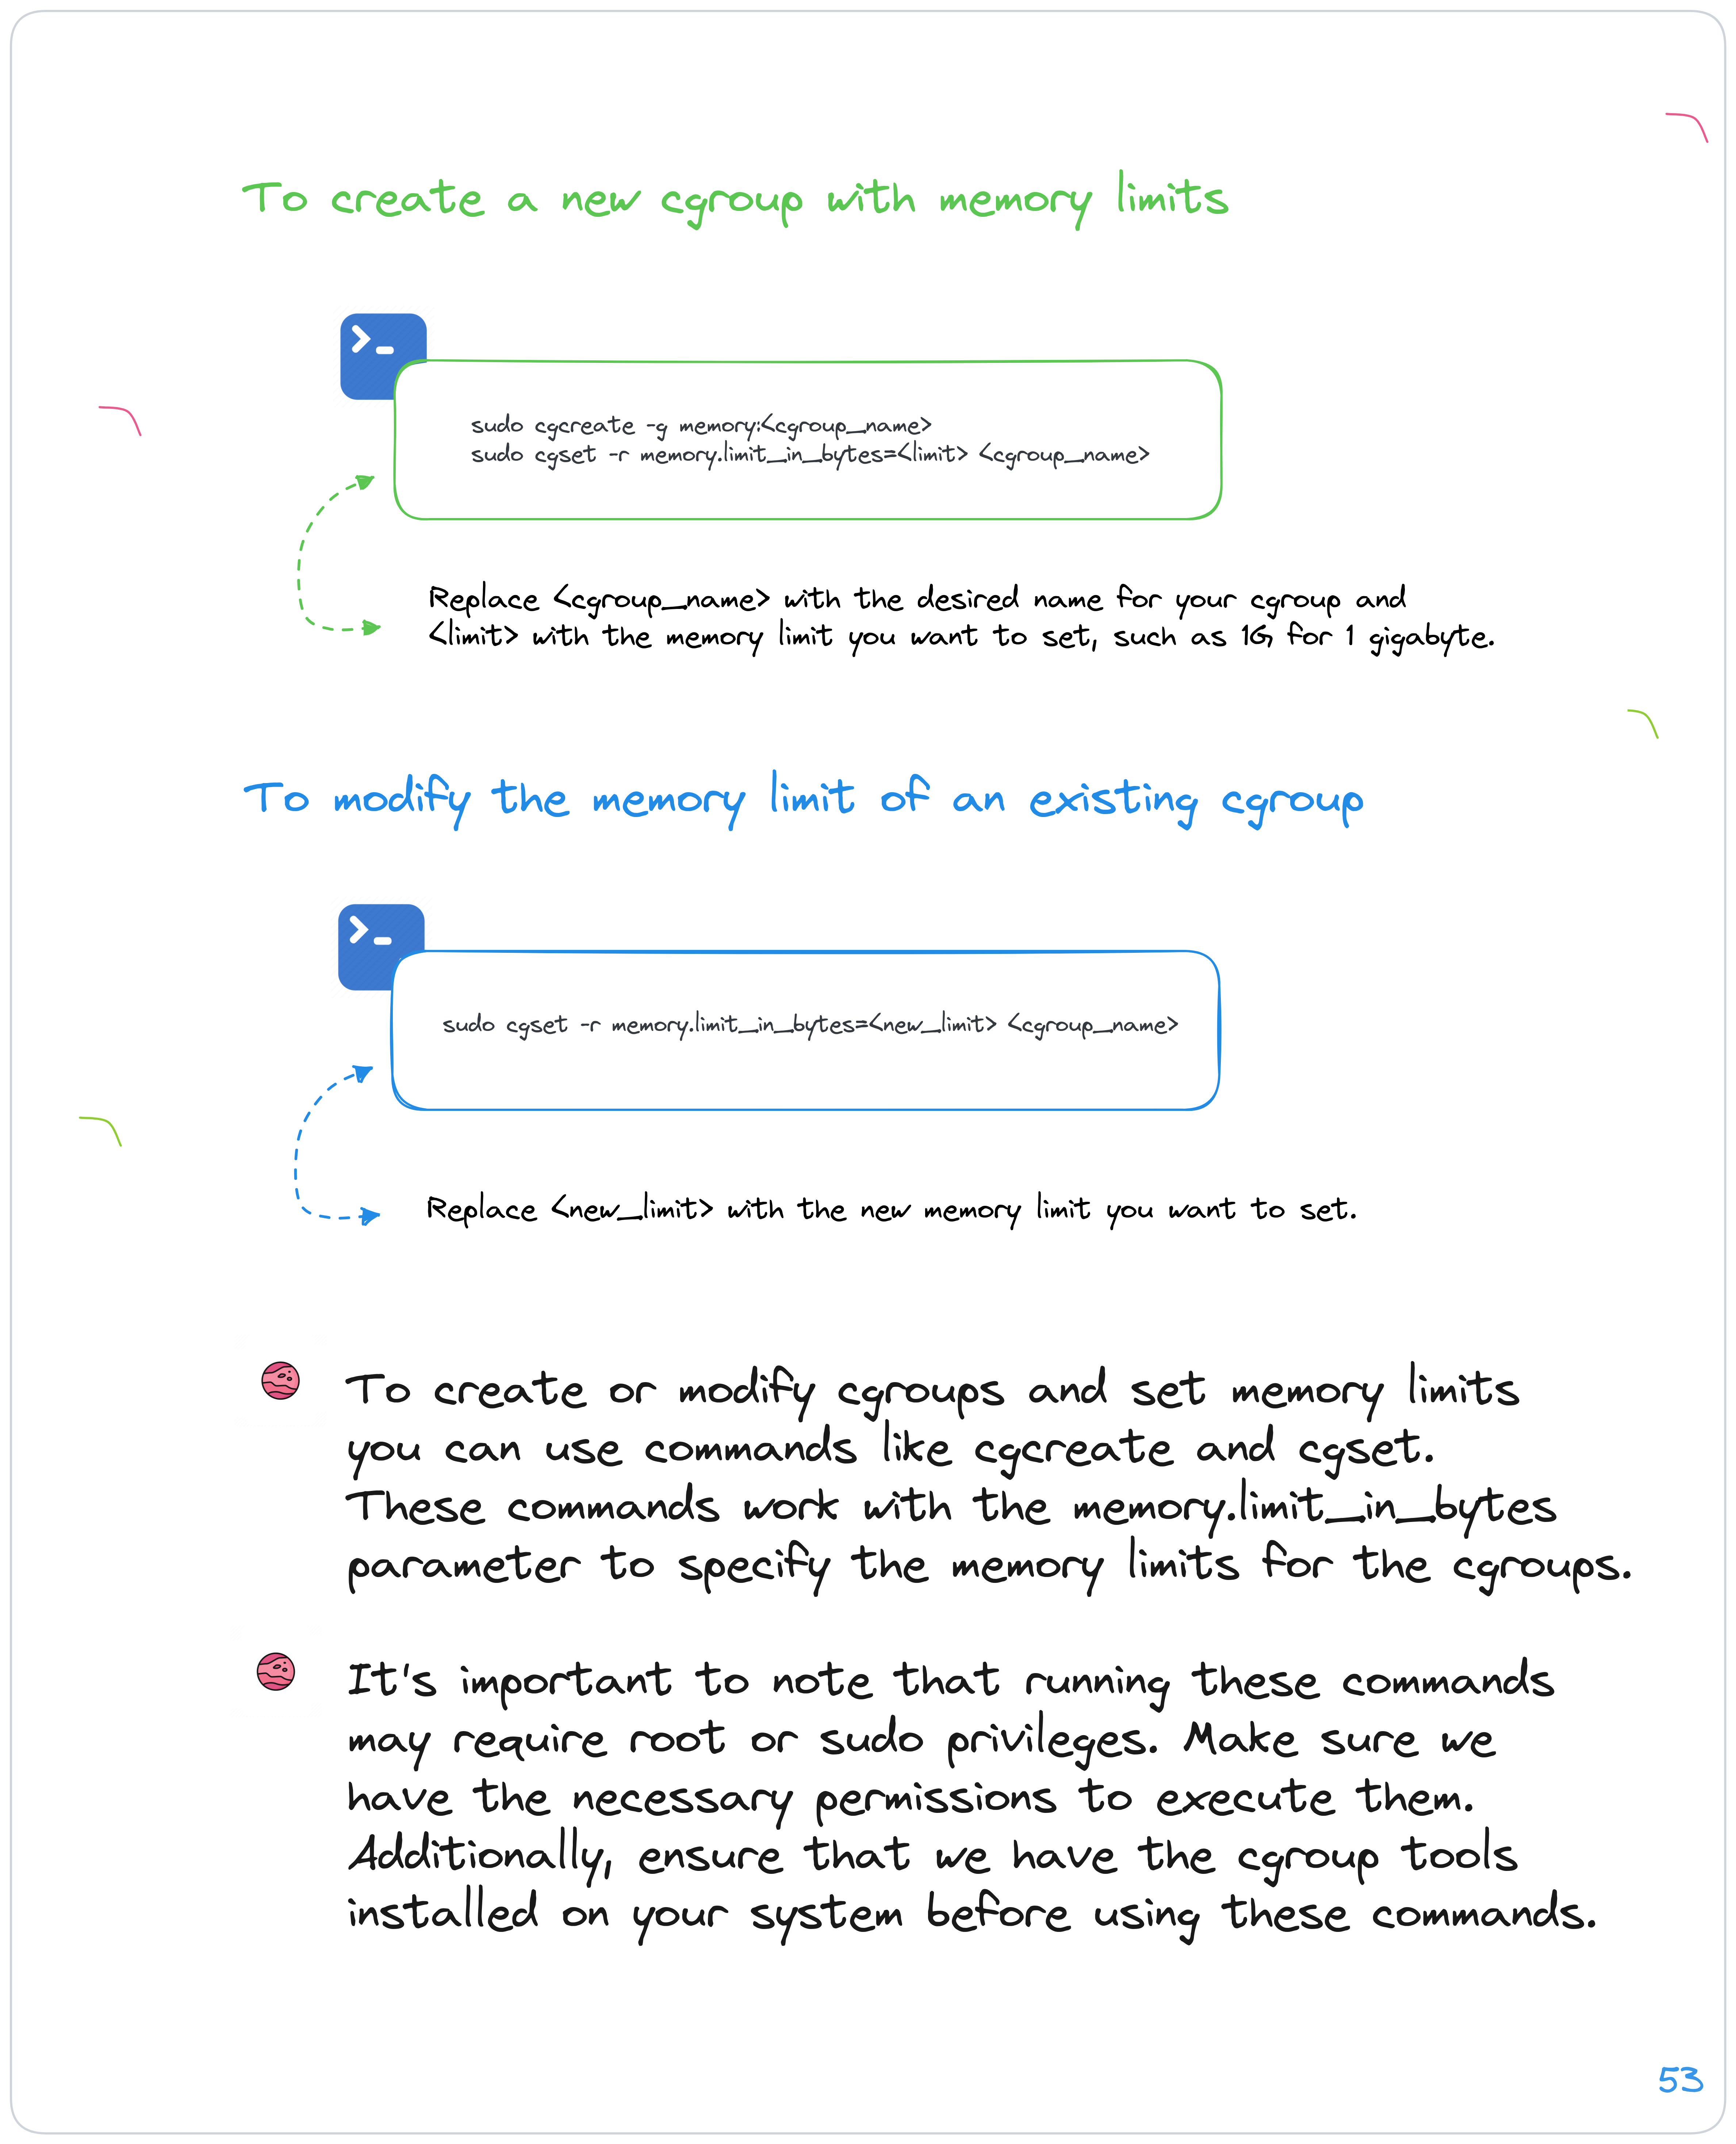 To create a new cgroup with memory limits
>_
sudo cgcreate -g memory:<cgroup_name>
sudo cgset -r memory.limit_in_bytes=<limit> <cgroup_name>
Replace <cgroup_name> with the desired name for your cgroup and
<limit> with the memory limit you want to set, such as 1G for 1 gigabyte.
To modify the memory limit of an existing cgroup
>_
sudo cgset -r memory.limit_in_bytes=<new_limit> <cgroup_name>
Replace <new_limit> with the new memory limit you want to set.
To create or modify cgroups and set memory limits
you can use commands like cgcreate and cgset.
These commands work with the memory.limit_in_bytes
parameter to specify the memory limits for the cgroups.
It's important to note that running these commands
may require root or sudo privileges. Make sure we
have the necessary permissions to execute them.
Additionally, ensure that we have the cgroup tools
installed on your system before using these commands.
53